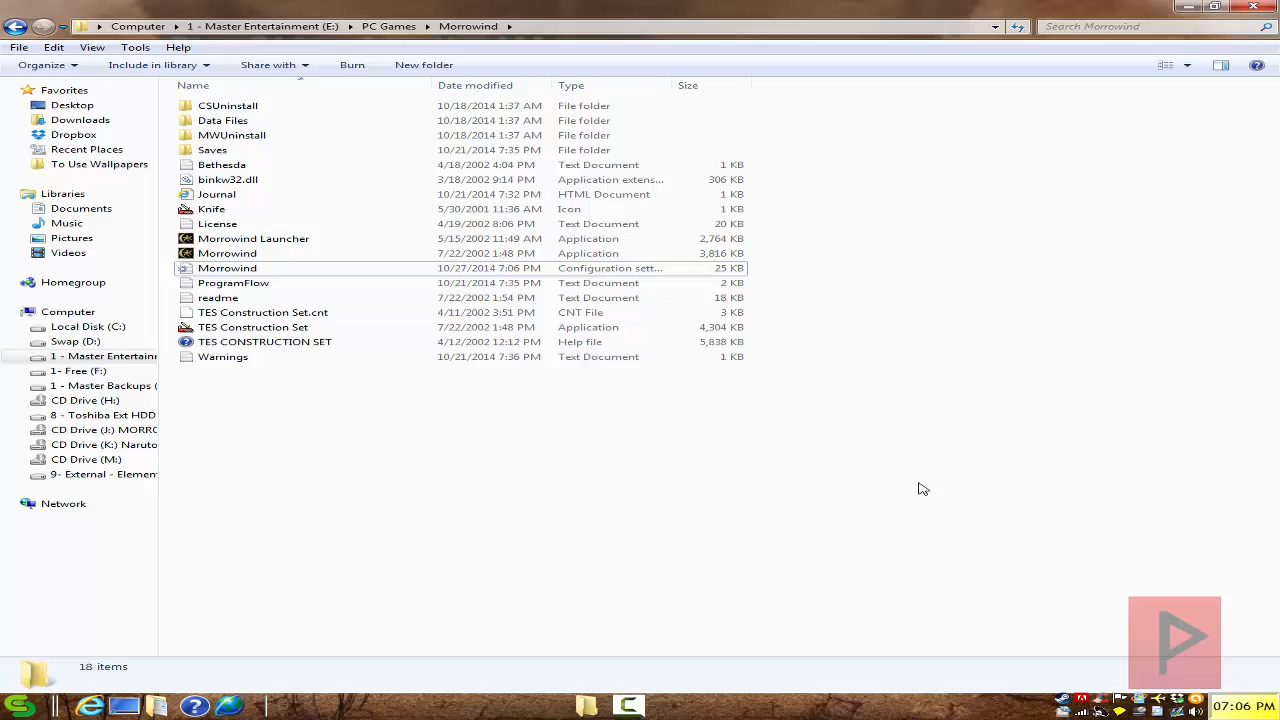 Computer ▸ 1 - Master Entertainment (E:) ▸ PC Games ▸ Morrowind ▸ Search Morrowind
File Edit View Tools Help
Organize Include in library Share with Burn New folder
Name Date modified Type Size
Favorites
Desktop
Downloads
Dropbox
Recent Places
To Use Wallpapers
Libraries
Documents
Music
Pictures
Videos
Homegroup
Computer
Local Disk (C:)
Swap (D:)
1 - Master Entertainm
1- Free (F:)
1 - Master Backups (
CD Drive (H:)
8 - Toshiba Ext HDD
CD Drive (J:) MORRO
CD Drive (K:) Naruto
CD Drive (M:)
9- External - Elemen
Network
CSUninstall 10/18/2014 1:37 AM File folder
Data Files 10/18/2014 1:37 AM File folder
MWUninstall 10/18/2014 1:37 AM File folder
Saves 10/21/2014 7:35 PM File folder
Bethesda 4/18/2002 4:04 PM Text Document 1 KB
binkw32.dll 3/18/2002 9:14 PM Application extens... 306 KB
Journal 10/21/2014 7:32 PM HTML Document 1 KB
Knife 5/30/2001 11:36 AM Icon 1 KB
License 4/19/2002 8:06 PM Text Document 20 KB
Morrowind Launcher 5/15/2002 11:49 AM Application 2,764 KB
Morrowind 7/22/2002 1:48 PM Application 3,816 KB
Morrowind 10/27/2014 7:06 PM Configuration sett... 25 KB
ProgramFlow 10/21/2014 7:35 PM Text Document 2 KB
readme 7/22/2002 1:54 PM Text Document 18 KB
TES Construction Set.cnt 4/11/2002 3:51 PM CNT File 3 KB
TES Construction Set 7/22/2002 1:48 PM Application 4,304 KB
TES CONSTRUCTION SET 4/12/2002 12:12 PM Help file 5,838 KB
Warnings 10/21/2014 7:36 PM Text Document 1 KB
18 items
P
07:06 PM